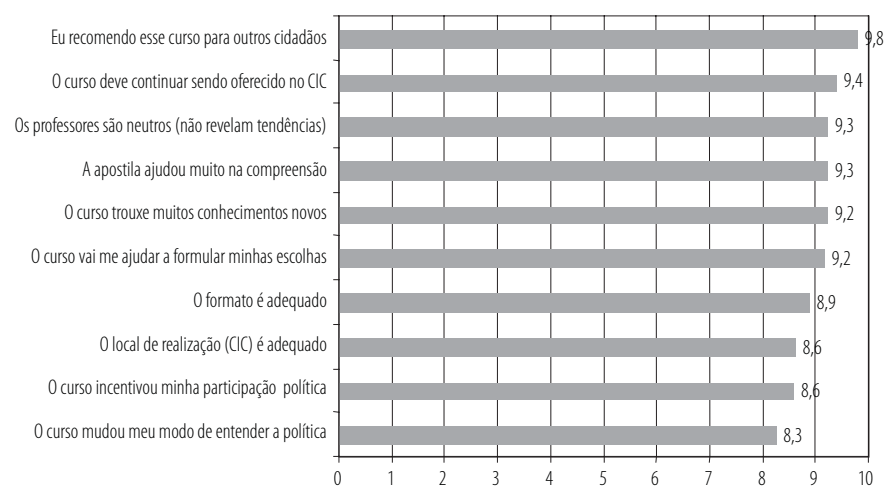 Eu recomendo esse curso para outros cidadãos 9,8
O curso deve continuar sendo oferecido no CIC 9,4
Os professores são neutros (não revelam tendências) 9,3
A apostila ajudou muito na compreensão 9,3
O curso trouxe muitos conhecimentos novos 9,2
O curso vai me ajudar a formular minhas escolhas 9,2
O formato é adequado 8,9
O local de realização (CIC) é adequado 8,6
O curso incentivou minha participação política 8,6
O curso mudou meu modo de entender a política 8,3
0 1 2 3 4 5 6 7 8 9 10